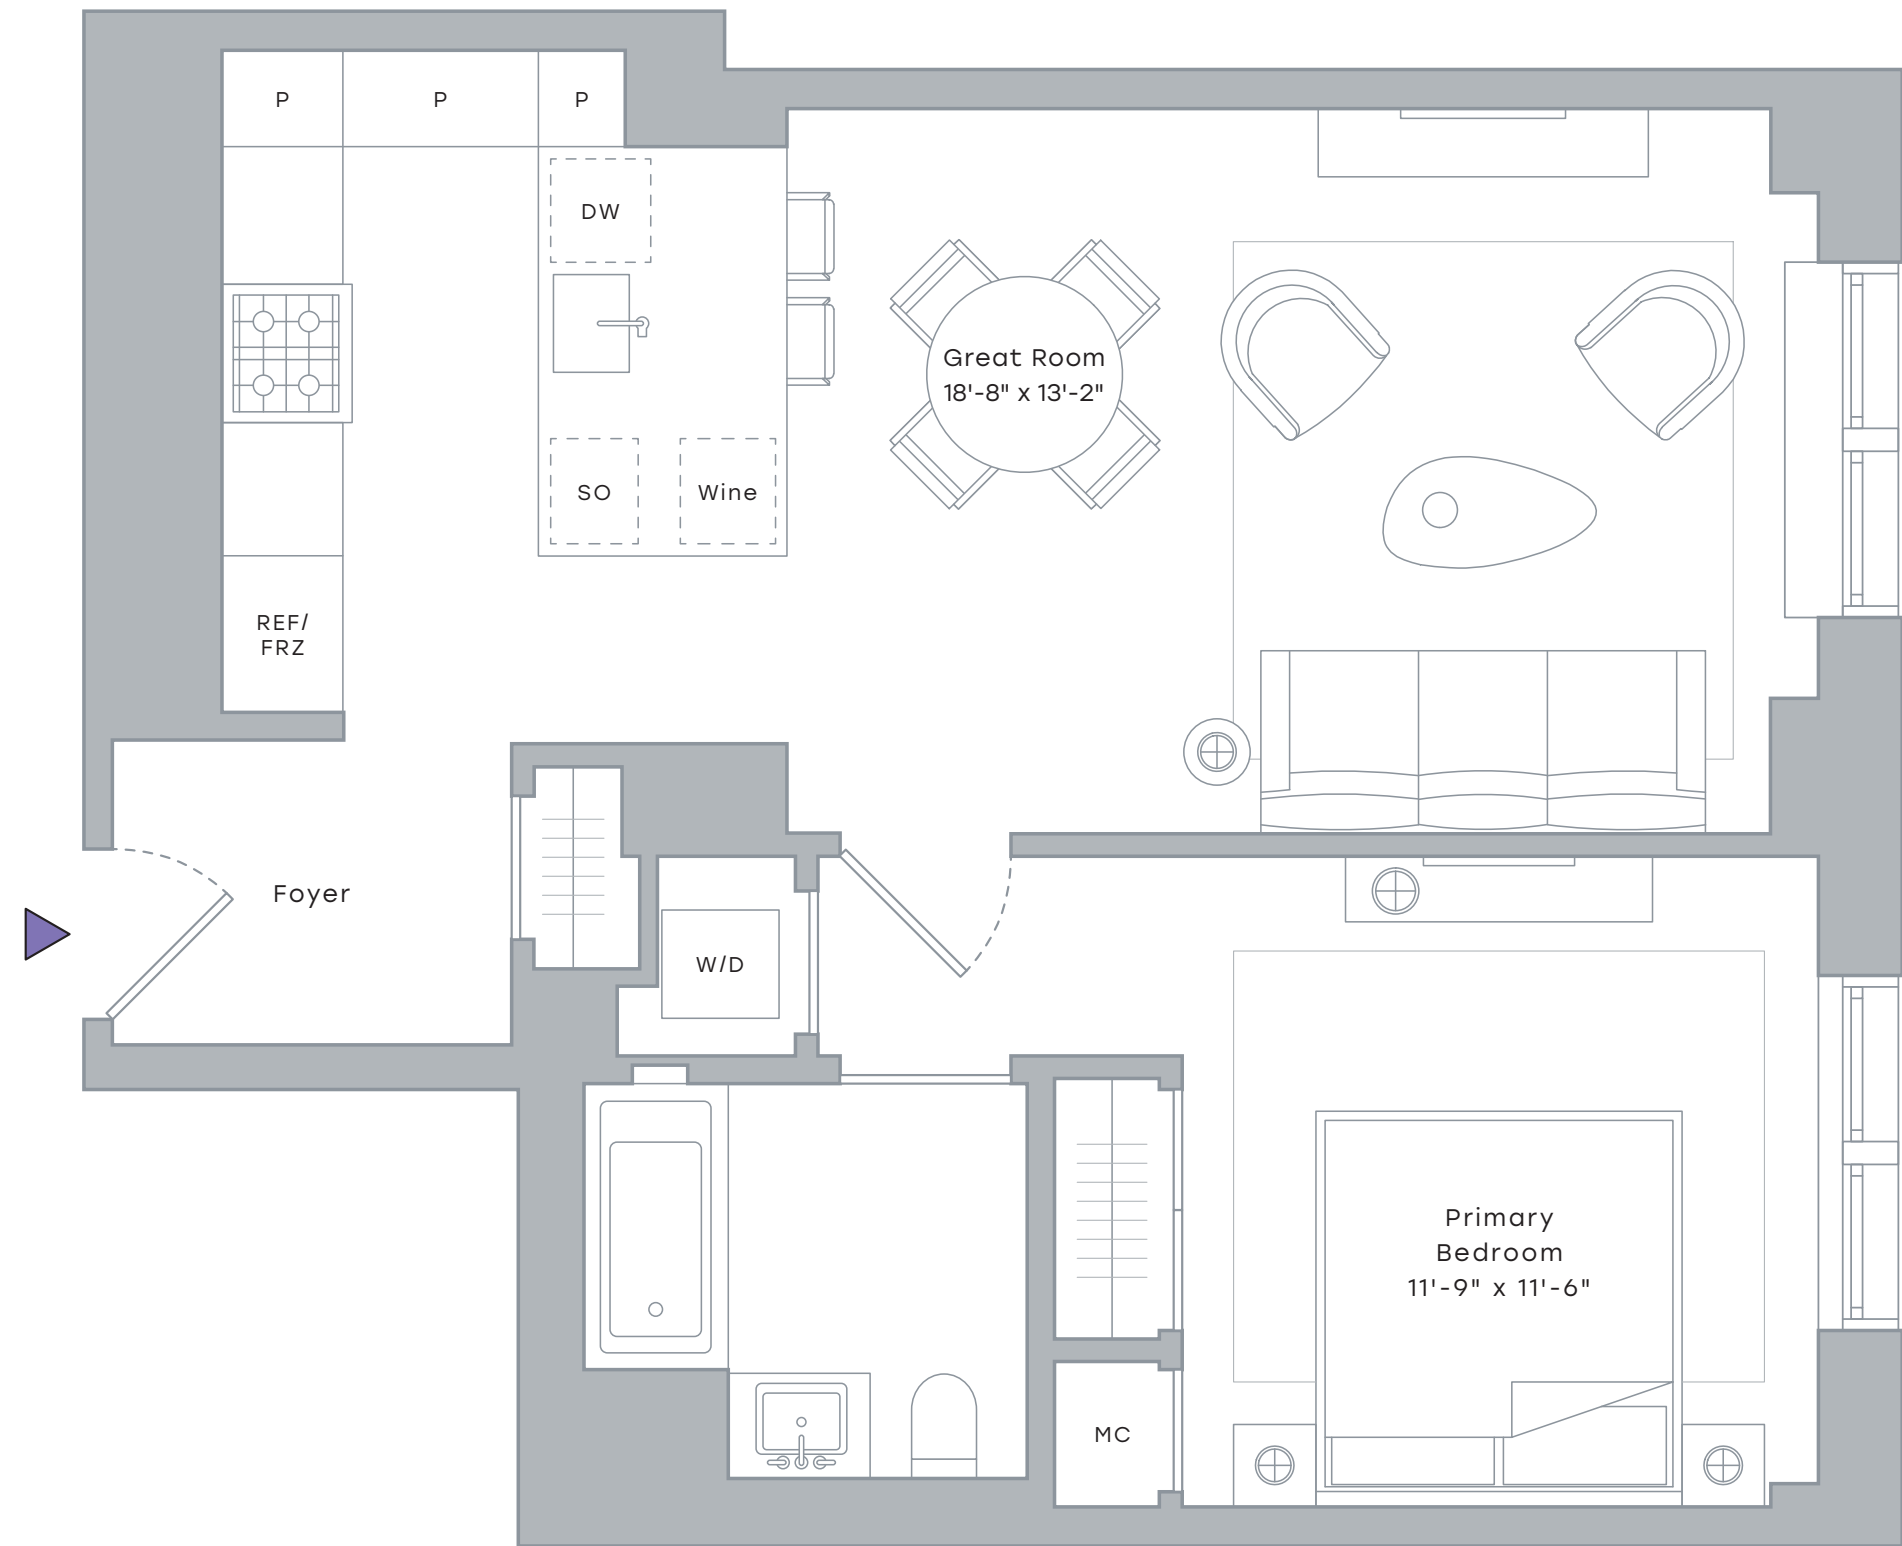 P
P
P
DW
Great Room
18'-8" x 13'-2"
SO
Wine
REF/
FRZ
Foyer
W/D
Primary
Bedroom
11'-9" x 11'-6"
MC